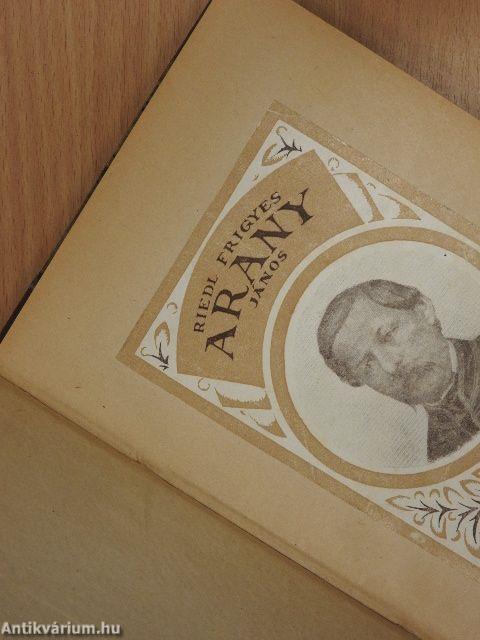 RIEDL FRIGYES
ARANY
JÁNOS
Antikvárium.hu